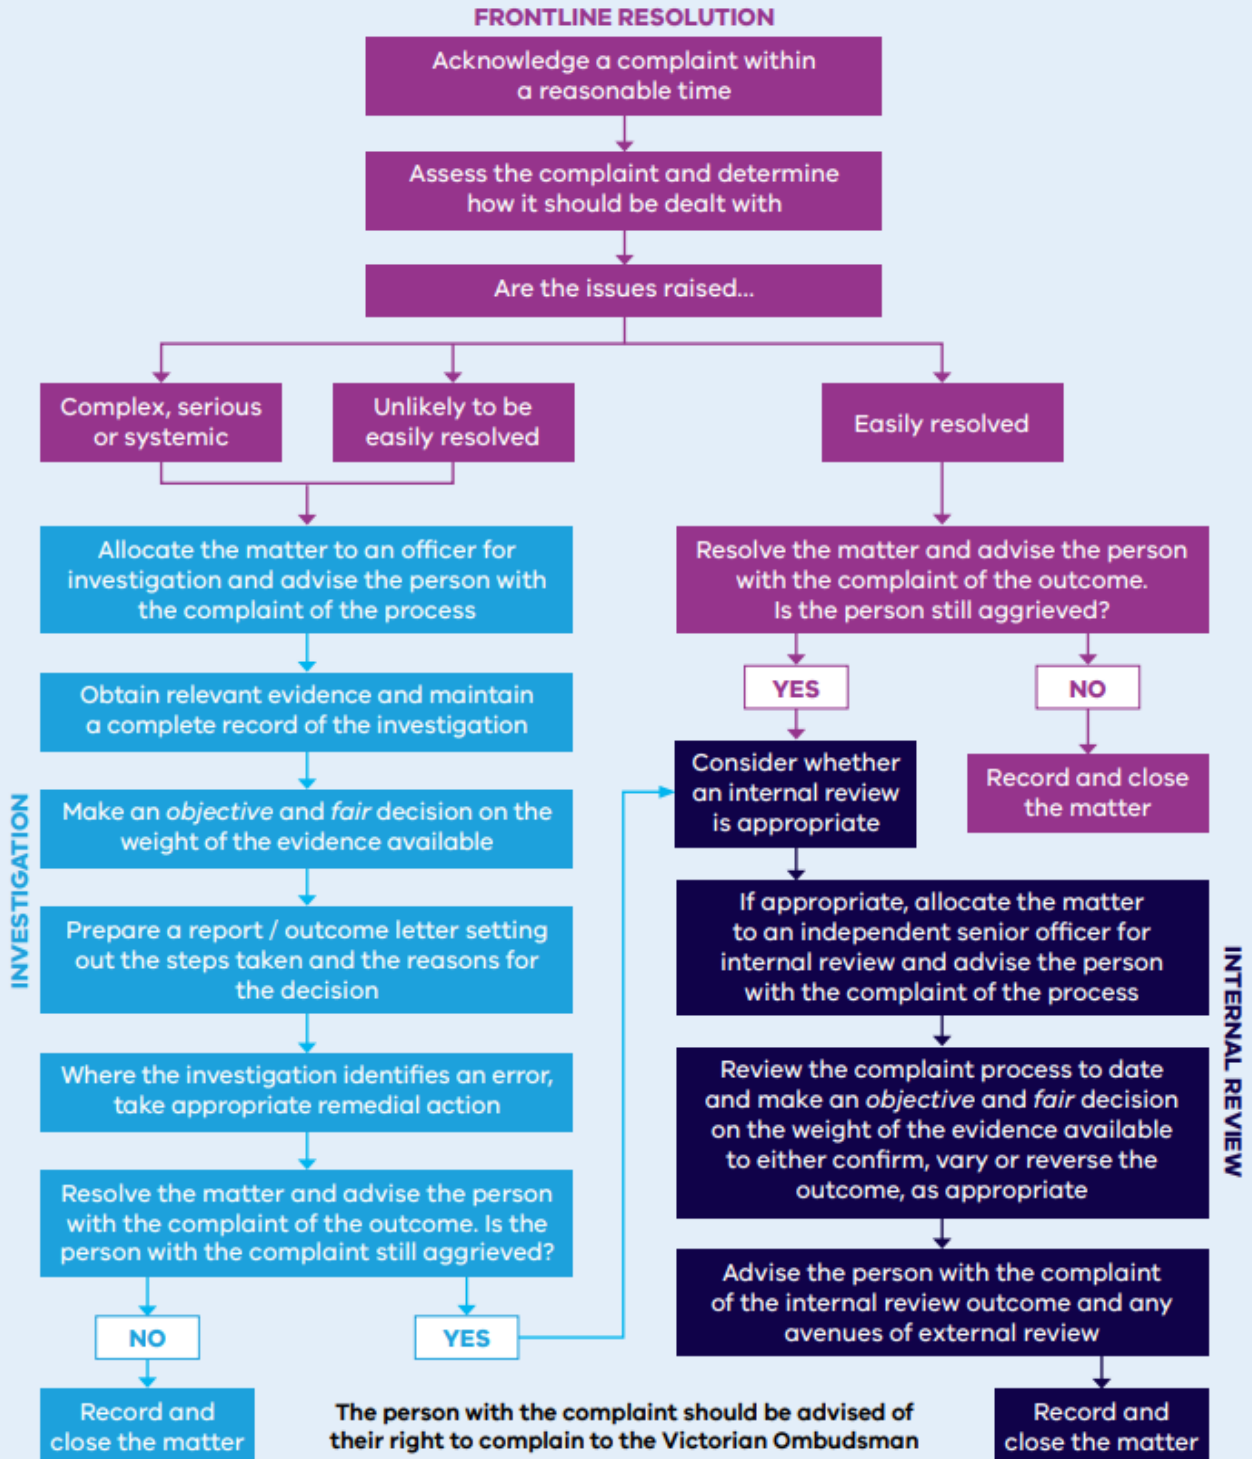 FRONTLINE RESOLUTION
Acknowledge a complaint within
a reasonable time
Assess the complaint and determine
how it should be dealt with
Are the issues raised...
Complex, serious
or systemic
Unlikely to be
easily resolved
Easily resolved
Allocate the matter to an officer for
investigation and advise the person with
the complaint of the process
Obtain relevant evidence and maintain
a complete record of the investigation
Make an objective and fair decision on the
weight of the evidence available
Prepare a report / outcome letter setting
out the steps taken and the reasons for
the decision
Where the investigation identifies an error,
take appropriate remedial action
Resolve the matter and advise the person
with the complaint of the outcome. Is the
person with the complaint still aggrieved?
NO
YES
Record and
close the matter
INVESTIGATION
Resolve the matter and advise the person
with the complaint of the outcome.
Is the person still aggrieved?
YES
NO
Record and close
the matter
Consider whether
an internal review
is appropriate
If appropriate, allocate the matter
to an independent senior officer for
internal review and advise the person
with the complaint of the process
Review the complaint process to date
and make an objective and fair decision
on the weight of the evidence available
to either confirm, vary or reverse the
outcome, as appropriate
Advise the person with the complaint
of the internal review outcome and any
avenues of external review
Record and
close the matter
INTERNAL REVIEW
The person with the complaint should be advised of
their right to complain to the Victorian Ombudsman